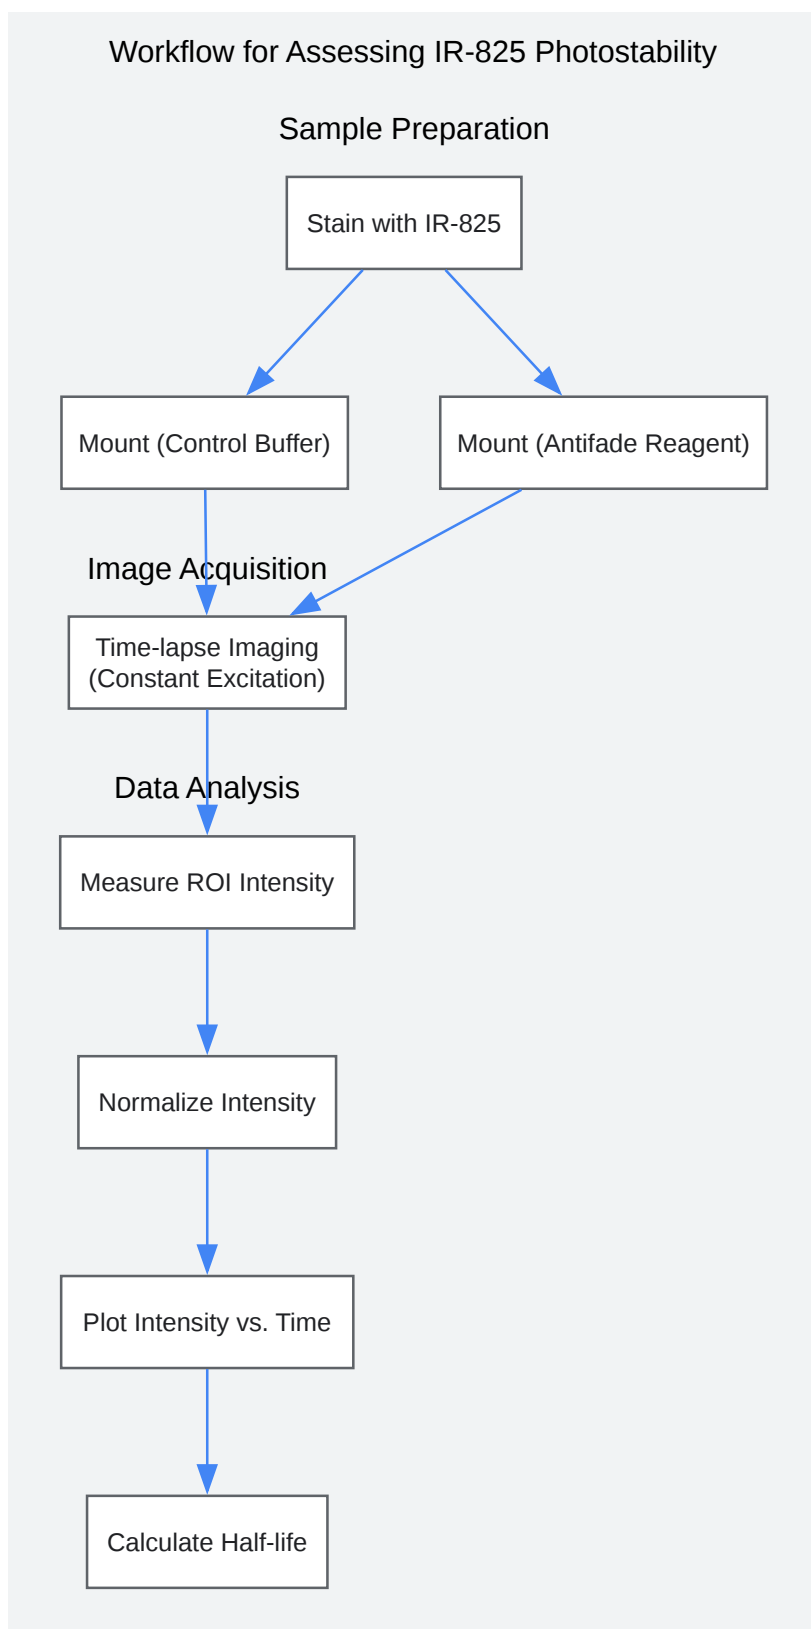 Workflow for Assessing IR-825 Photostability
Sample Preparation
Stain with IR-825
Mount (Control Buffer)
Mount (Antifade Reagent)
Image Acquisition
Time-lapse Imaging
(Constant Excitation)
Data Analysis
Measure ROI Intensity
Normalize Intensity
Plot Intensity vs. Time
Calculate Half-life